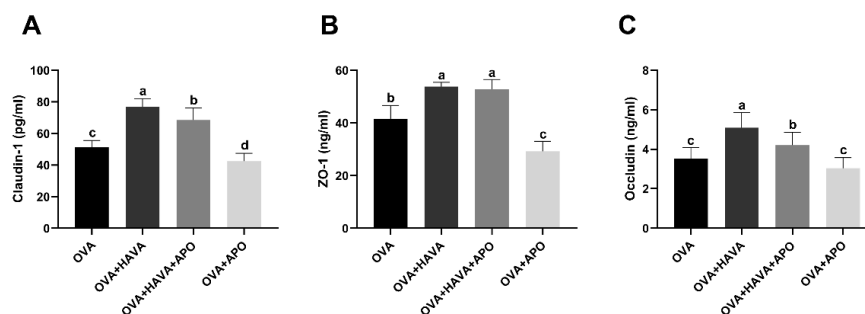 A
Claudin-1 (pg/ml)
100
80
60
40
20
0
c
a
b
d
OVA
OVA+HAVA
OVA+HAVA+APO
OVA+APO
B
ZO-1 (ng/ml)
60
40
20
0
b
a
a
c
OVA
OVA+HAVA
OVA+HAVA+APO
OVA+APO
C
Occludin (ng/ml)
8
6
4
2
0
c
a
b
c
OVA
OVA+HAVA
OVA+HAVA+APO
OVA+APO